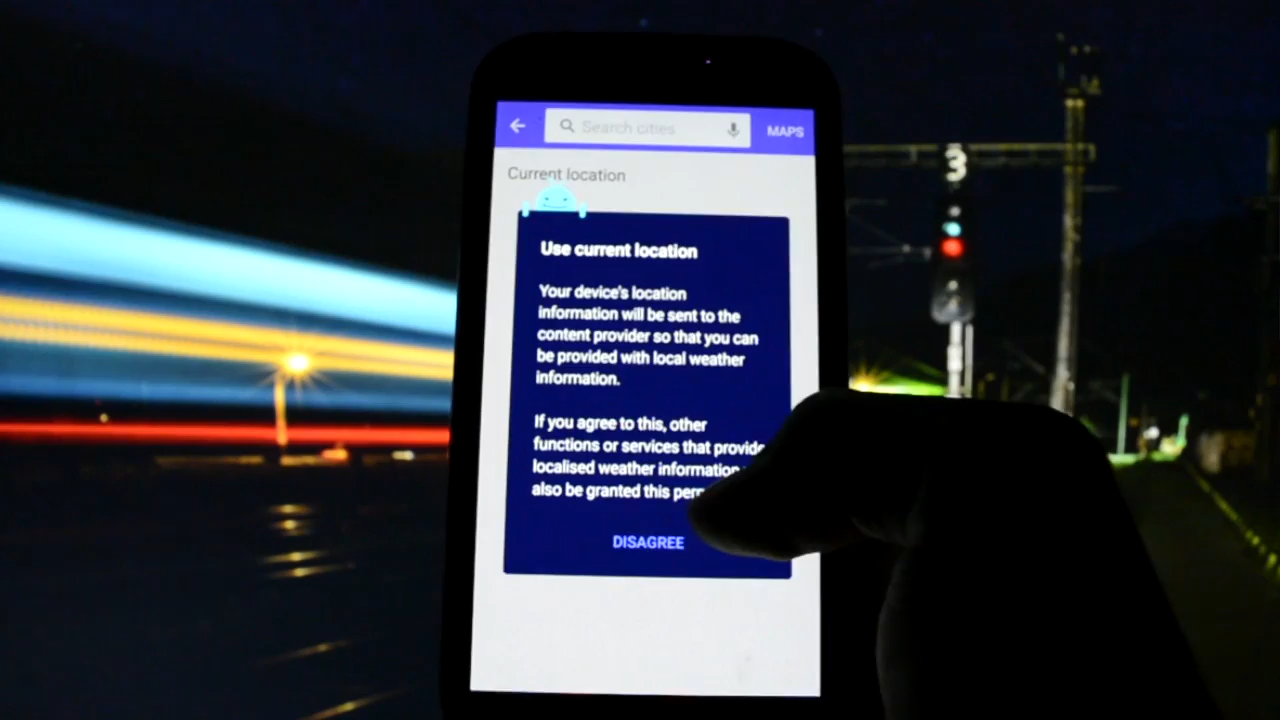 Search cities
MAPS
3
Current location
Use current location
Your device's location
information will be sent to the
content provider so that you can
be provided with local weather
information.
If you agree to this, other
functions or services that provide
localised weather information
also be granted this
DISAGREE